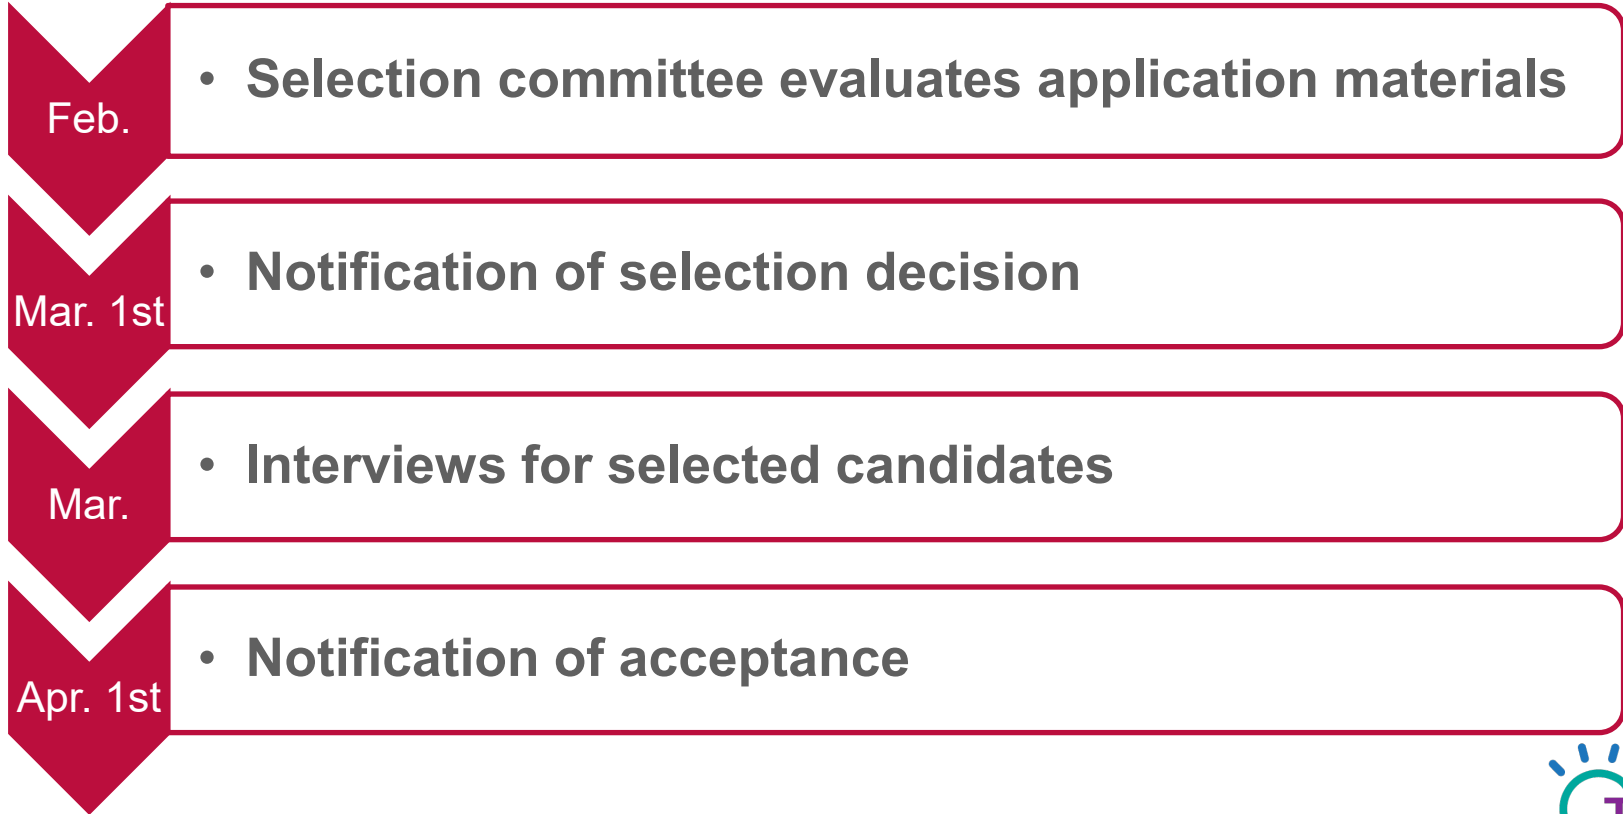 Feb.
• Selection committee evaluates application materials
Mar. 1st
• Notification of selection decision
Mar.
• Interviews for selected candidates
Apr. 1st
• Notification of acceptance